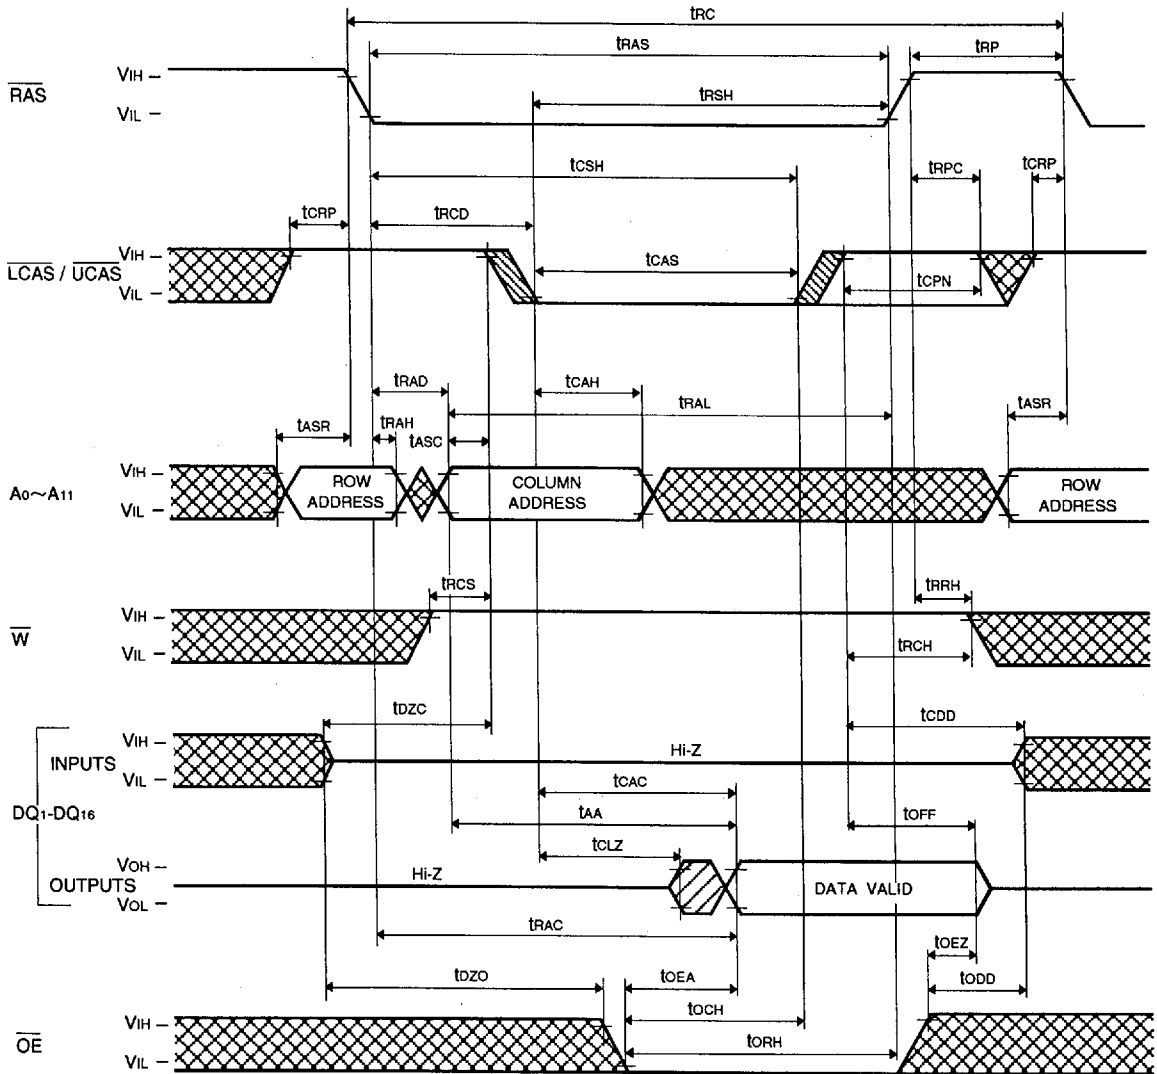 tRC
tRAS tRP
RAS VIH
VIL
tRSH
tCSH tRPC tCRP
tCRP tRCD
LCAS / UCAS VIH
VIL
tCAS tCPN
tRAD tCAH
tRAL
tASR tRAH tASC tASR
A0~A11 VIH
VIL
ROW ADDRESS
COLUMN ADDRESS
ROW ADDRESS
tRCS tRRH
W VIH
VIL
tRCH
tDZC tCDD
DQ1-DQ16
INPUTS VIH
VIL
Hi-Z
tCAC
tAA tOFF
tCLZ
OUTPUTS VOH
VOL
Hi-Z DATA VALID
tRAC
tOEZ
tDZO tOEA tODD
tOCH
OE VIH
VIL
tORH